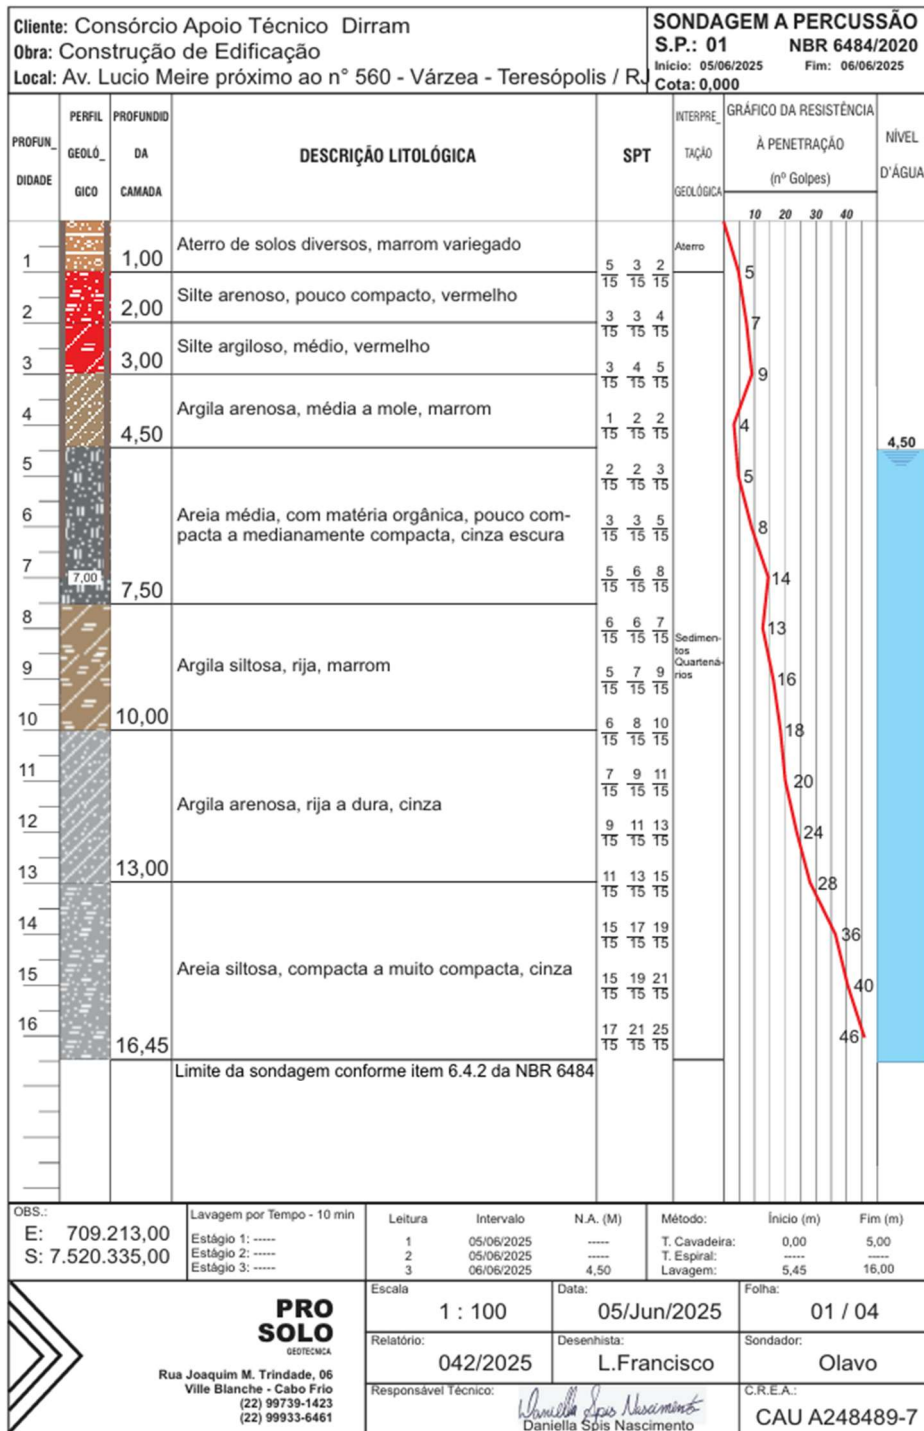 Cliente: Consórcio Apoio Técnico Dirram
Obra: Construção de Edificação
Local: Av. Lucio Meire próximo ao n° 560 - Várzea - Teresópolis / RJ
SONDAGEM A PERCUSSÃO
S.P.: 01 NBR 6484/2020
Início: 05/06/2025 Fim: 06/06/2025
Cota: 0,000
PROFUN_
DIDADE
PERFIL
GEOLÓ_
GICO
PROFUNDID
DA
CAMADA
DESCRIÇÃO LITOLÓGICA
SPT
INTERPRE_
TAÇÃO
GEOLÓGICA
GRÁFICO DA RESISTÊNCIA
À PENETRAÇÃO
(nº Golpes)
NÍVEL
D'ÁGUA
10 20 30 40
Aterro de solos diversos, marrom variegado
Aterro
1 1,00
5/15 3/15 2/15 5
Silte arenoso, pouco compacto, vermelho
2 2,00
3/15 3/15 4/15 7
Silte argiloso, médio, vermelho
3 3,00
3/15 4/15 5/15 9
Argila arenosa, média a mole, marrom
4 4,50
1/15 2/15 2/15 4
4,50
5
2/15 2/15 3/15 5
6
Areia média, com matéria orgânica, pouco com-
pacta a medianamente compacta, cinza escura
3/15 3/15 5/15 8
7
7,00
5/15 6/15 8/15 14
7,50
8
6/15 6/15 7/15 13
Sedimen-
tos
Quartená-
rios
9
Argila siltosa, rija, marrom
5/15 7/15 9/15 16
10 10,00
6/15 8/15 10/15 18
11
7/15 9/15 11/15 20
Argila arenosa, rija a dura, cinza
12
9/15 11/15 13/15 24
13 13,00
11/15 13/15 15/15 28
14
15/15 17/15 19/15 36
Areia siltosa, compacta a muito compacta, cinza
15
15/15 19/15 21/15 40
16
17/15 21/15 25/15 46
16,45
Limite da sondagem conforme item 6.4.2 da NBR 6484
OBS.:
E: 709.213,00
S: 7.520.335,00
Lavagem por Tempo - 10 min
Estágio 1: -----
Estágio 2: -----
Estágio 3: -----
Leitura Intervalo N.A. (M)
1 05/06/2025 -----
2 05/06/2025 -----
3 06/06/2025 4,50
Método: Ínicio (m) Fim (m)
T. Cavadeira: 0,00 5,00
T. Espiral: ----- -----
Lavagem: 5,45 16,00
PRO
SOLO
GEOTECNICA
Rua Joaquim M. Trindade, 06
Ville Blanche - Cabo Frio
(22) 99739-1423
(22) 99933-6461
Escala
1 : 100
Data:
05/Jun/2025
Folha:
01 / 04
Relatório:
042/2025
Desenhista:
L.Francisco
Sondador:
Olavo
Responsável Técnico:
Daniella Spis Nascimento
Daniella Spis Nascimento
C.R.E.A.:
CAU A248489-7